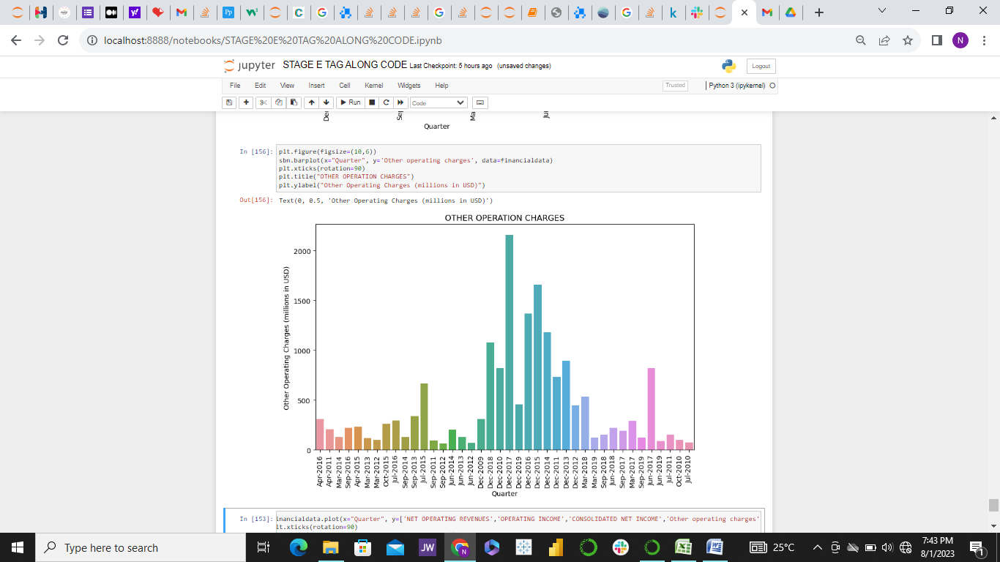 localhost:8888/notebooks/STAGE%20E%20TAG%20ALONG%20CODE.ipynb
N
jupyter STAGE E TAG ALONG CODE Last Checkpoint: 5 hours ago (unsaved changes)
Logout
File Edit View Insert Cell Kernel Widgets Help
Trusted
Python 3 (ipykernel)
Run
Code
Quarter
In [156]: plt.figure(figsize=(10,6))
sbn.barplot(x="Quarter", y='Other operating charges', data=financialdata)
plt.xticks(rotation=90)
plt.title("OTHER OPERATION CHARGES")
plt.ylabel("Other Operating Charges (millions in USD)")
Out[156]: Text(0, 0.5, 'Other Operating Charges (millions in USD)')
OTHER OPERATION CHARGES
Other Operating Charges (millions in USD)
2000
1500
1000
500
0
Apr-2016
Apr-2011
Mar-2014
Sep-2016
Apr-2015
Mar-2013
Mar-2012
Oct-2015
Jul-2016
Sep-2014
Sep-2013
Jul-2015
Sep-2011
Sep-2012
Jun-2014
Jun-2013
Jun-2012
Dec-2009
Dec-2018
Dec-2010
Dec-2017
Dec-2019
Dec-2016
Dec-2015
Dec-2014
Dec-2011
Dec-2013
Dec-2012
Mar-2018
Mar-2019
Sep-2018
Jun-2018
Sep-2017
Mar-2017
Sep-2019
Jun-2017
Jun-2019
Jul-2011
Oct-2010
Jul-2010
Quarter
In [153]: inancialdata.plot(x="Quarter", y=['NET OPERATING REVENUES','OPERATING INCOME','CONSOLIDATED NET INCOME','Other operating charges'
lt.xticks(rotation=90)
Type here to search
JW
25°C
7:43 PM
8/1/2023
1